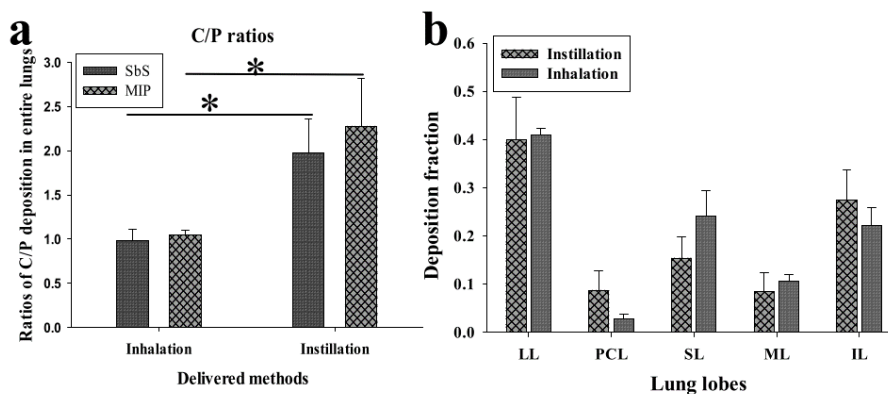 a
C/P ratios
SbS
MIP
*
*
Ratios of C/P deposition in entire lungs
3.0
2.5
2.0
1.5
1.0
0.5
0.0
Inhalation
Instillation
Delivered methods
b
Instillation
Inhalation
Deposition fraction
0.6
0.5
0.4
0.3
0.2
0.1
0.0
LL
PCL
SL
ML
IL
Lung lobes